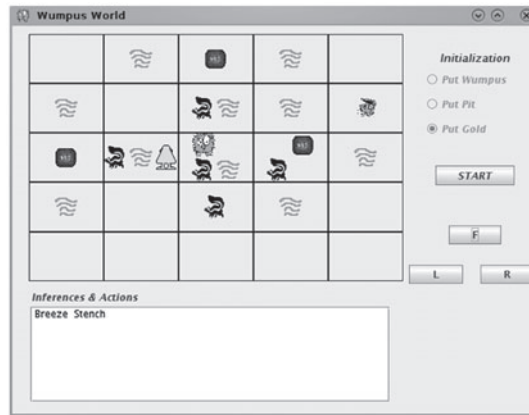 Wumpus World
Initialization
Put Wumpus
Put Pit
Put Gold
START
F
L R
Inferences & Actions
Breeze Stench